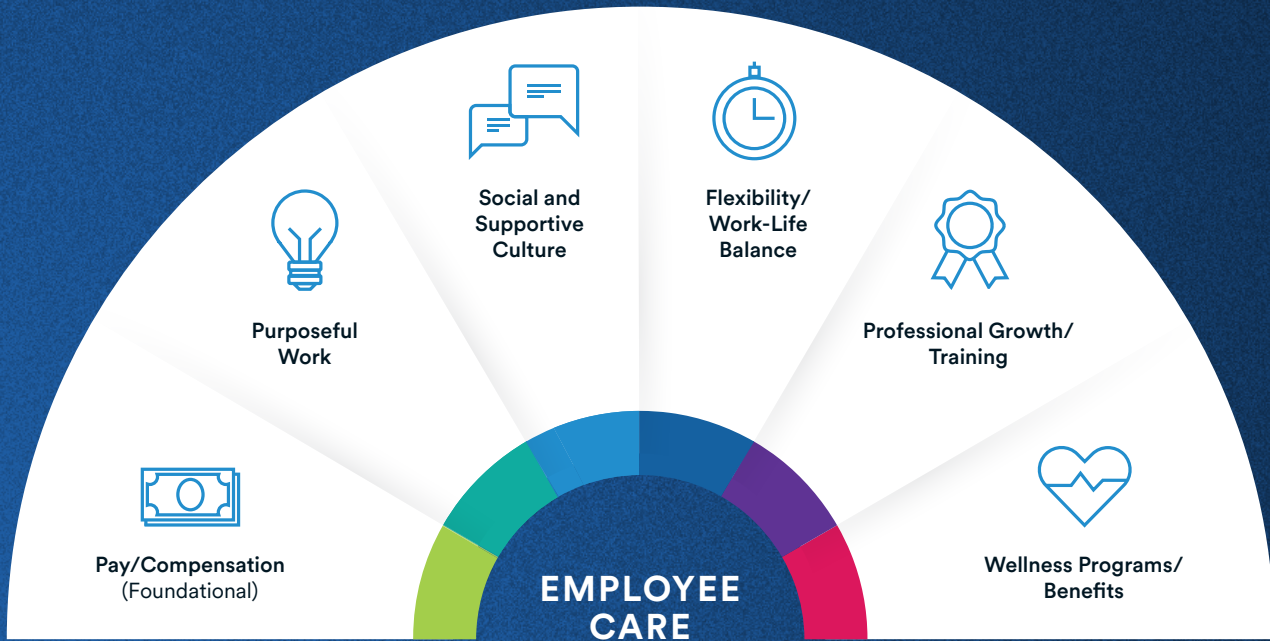 Pay/Compensation
(Foundational)
Purposeful
Work
Social and
Supportive
Culture
Flexibility/
Work-Life
Balance
Professional Growth/
Training
Wellness Programs/
Benefits
EMPLOYEE
CARE